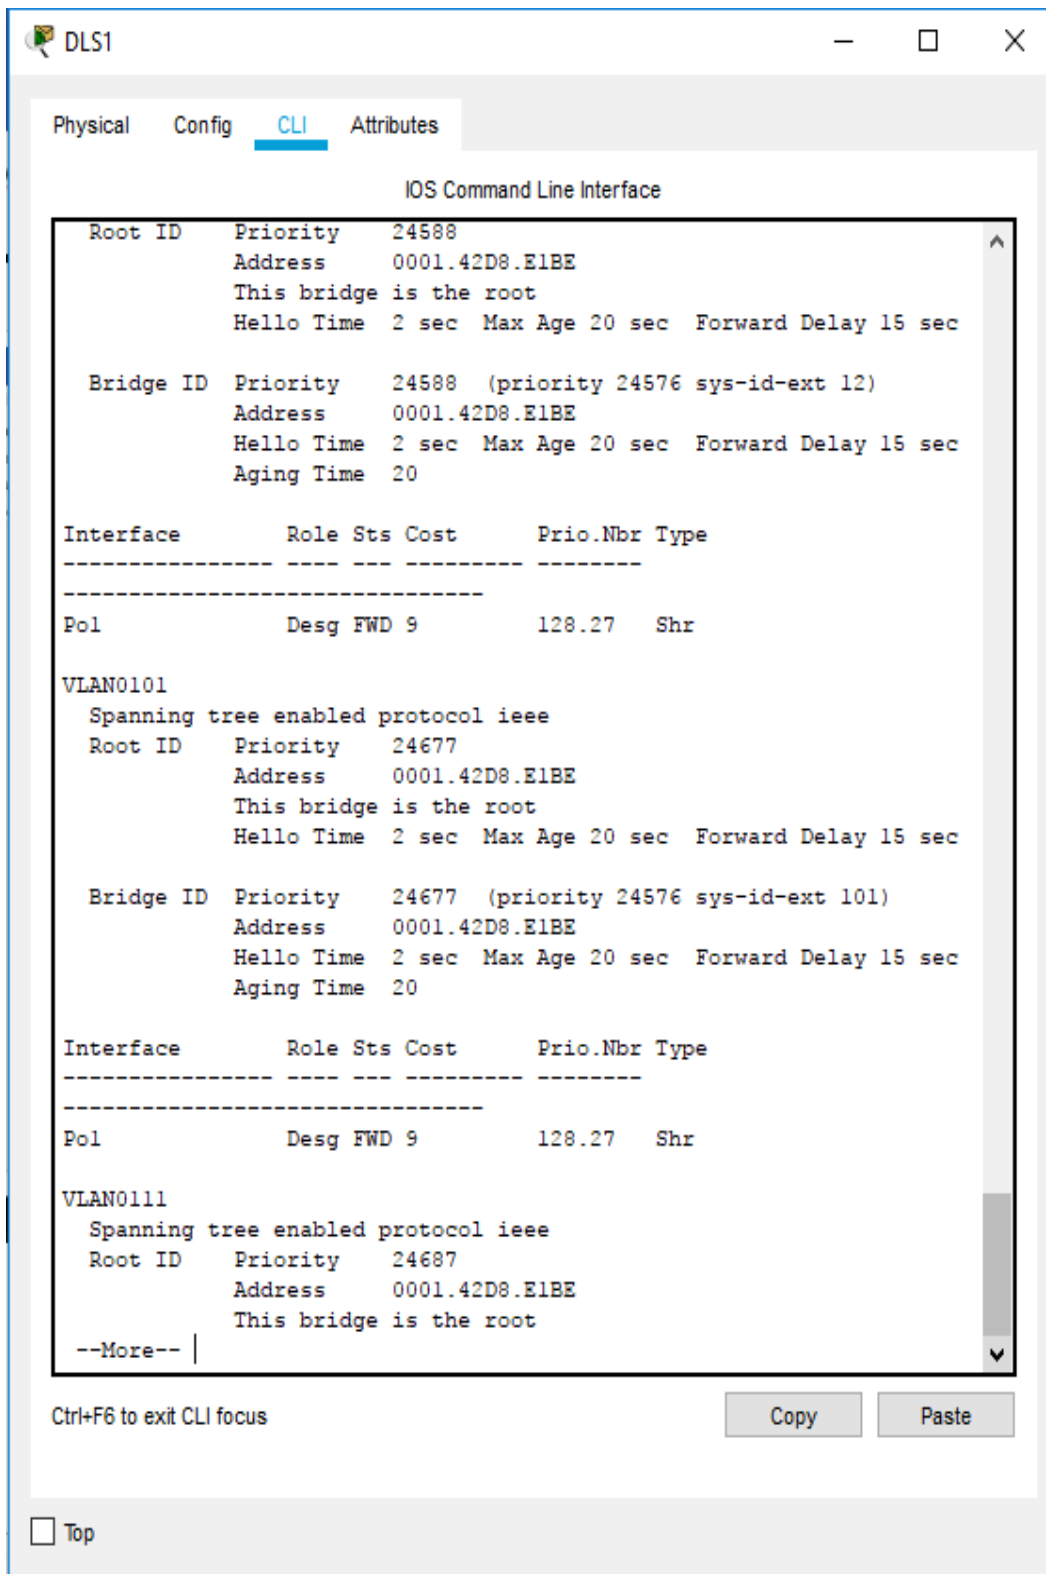 DLS1
Physical Config CLI Attributes
IOS Command Line Interface
Root ID Priority 24588
Address 0001.42D8.E1BE
This bridge is the root
Hello Time 2 sec Max Age 20 sec Forward Delay 15 sec
Bridge ID Priority 24588 (priority 24576 sys-id-ext 12)
Address 0001.42D8.E1BE
Hello Time 2 sec Max Age 20 sec Forward Delay 15 sec
Aging Time 20
Interface Role Sts Cost Prio.Nbr Type
---------------- ---- --- --------- --------
--------------------------------
Po1 Desg FWD 9 128.27 Shr
VLAN0101
Spanning tree enabled protocol ieee
Root ID Priority 24677
Address 0001.42D8.E1BE
This bridge is the root
Hello Time 2 sec Max Age 20 sec Forward Delay 15 sec
Bridge ID Priority 24677 (priority 24576 sys-id-ext 101)
Address 0001.42D8.E1BE
Hello Time 2 sec Max Age 20 sec Forward Delay 15 sec
Aging Time 20
Interface Role Sts Cost Prio.Nbr Type
---------------- ---- --- --------- --------
--------------------------------
Po1 Desg FWD 9 128.27 Shr
VLAN0111
Spanning tree enabled protocol ieee
Root ID Priority 24687
Address 0001.42D8.E1BE
This bridge is the root
--More--
Ctrl+F6 to exit CLI focus Copy Paste
Top